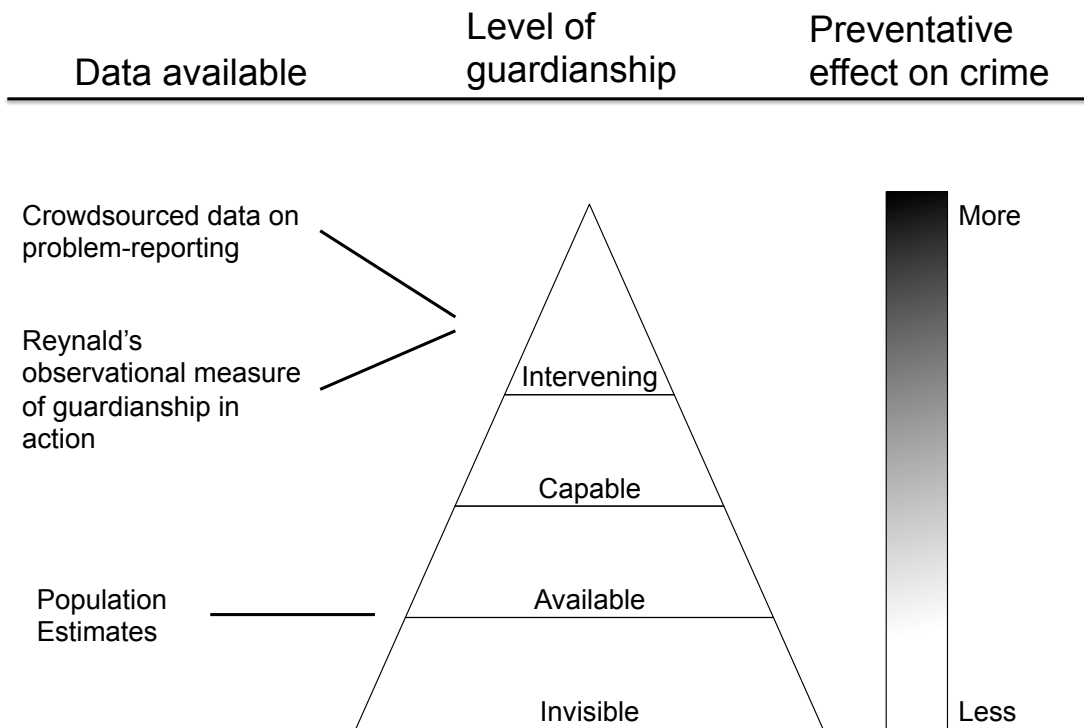 Data available
Level of
guardianship
Preventative
effect on crime
Crowdsourced data on
problem-reporting
Reynald’s
observational measure
of guardianship in
action
Population
Estimates
Intervening
Capable
Available
Invisible
More
Less